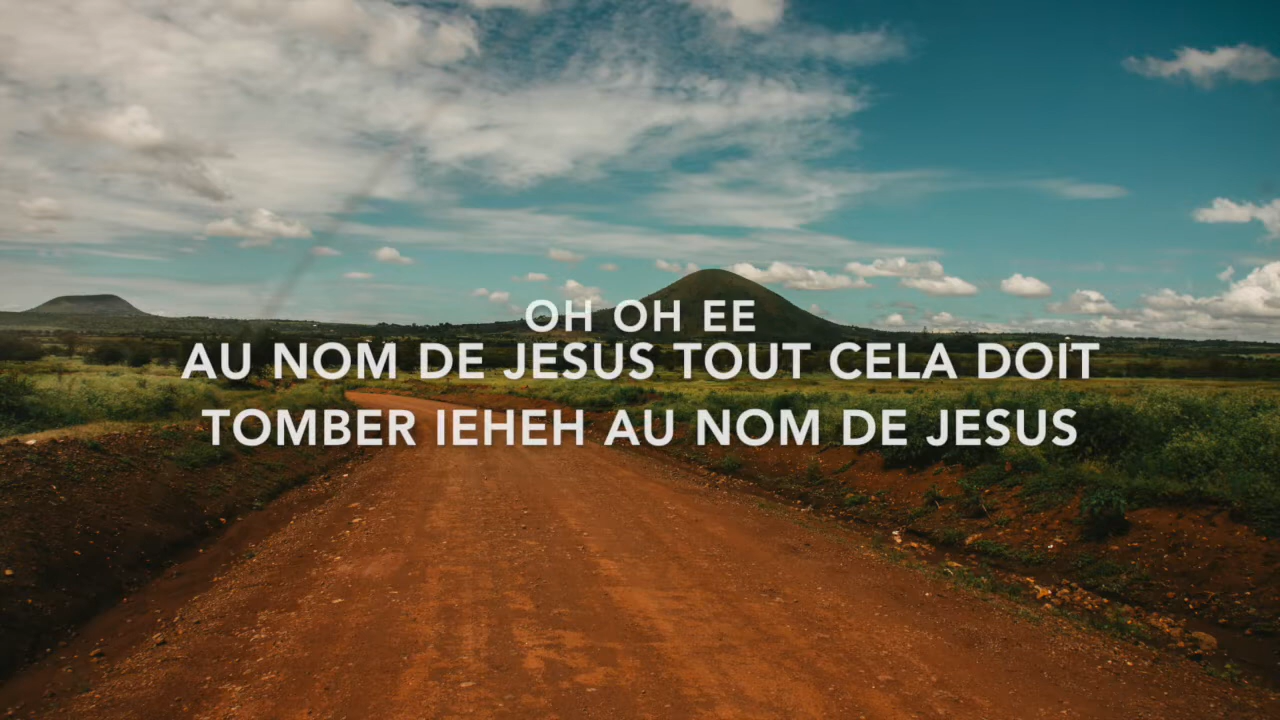 OH OH EE
AU NOM DE JESUS TOUT CELA DOIT
TOMBER IEHEH AU NOM DE JESUS